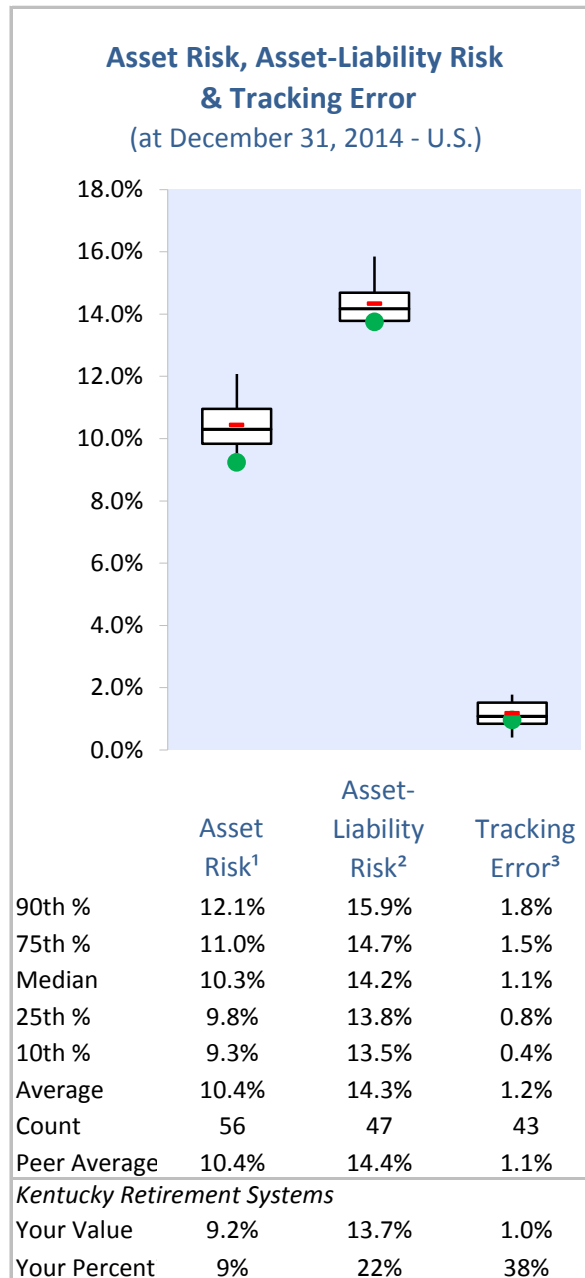 Asset Risk, Asset-Liability Risk
& Tracking Error
(at December 31, 2014 - U.S.)
18.0%
16.0%
14.0%
12.0%
10.0%
8.0%
6.0%
4.0%
2.0%
0.0%
Asset Risk¹ Asset-Liability Risk² Tracking Error³
90th % 12.1% 15.9% 1.8%
75th % 11.0% 14.7% 1.5%
Median 10.3% 14.2% 1.1%
25th % 9.8% 13.8% 0.8%
10th % 9.3% 13.5% 0.4%
Average 10.4% 14.3% 1.2%
Count 56 47 43
Peer Average 10.4% 14.4% 1.1%
Kentucky Retirement Systems
Your Value 9.2% 13.7% 1.0%
Your Percent 9% 22% 38%